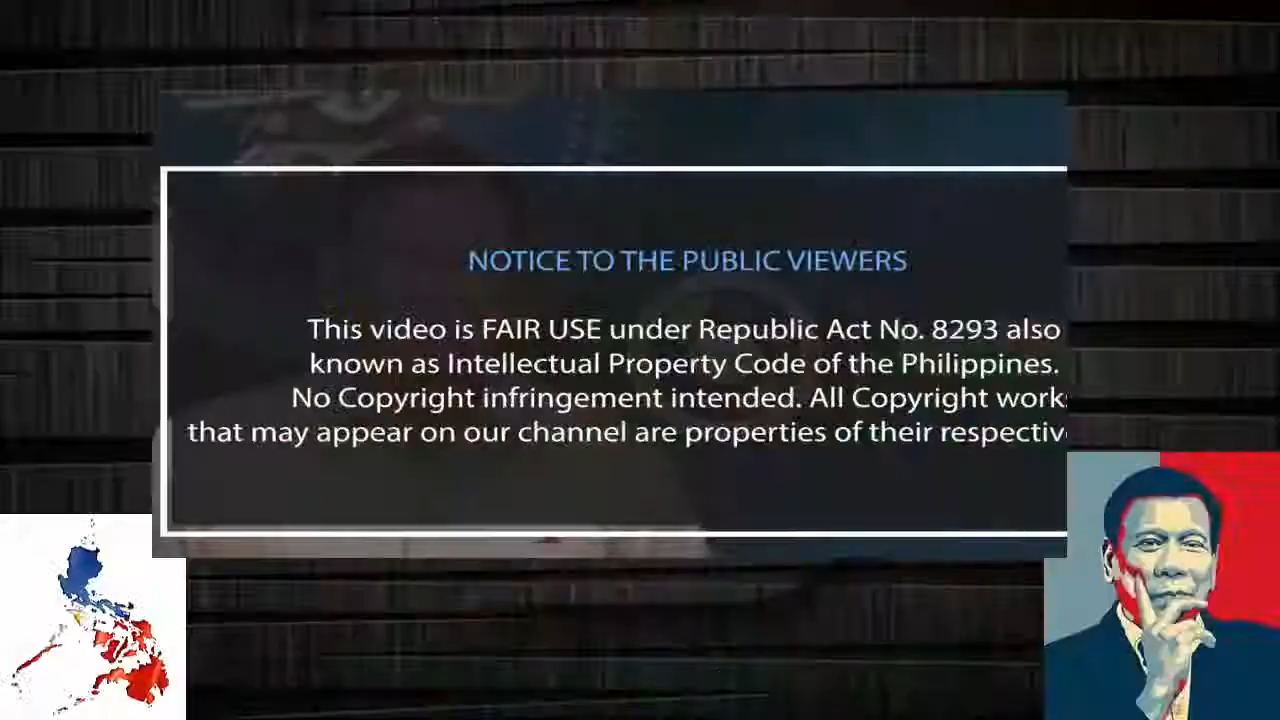 NOTICE TO THE PUBLIC VIEWERS
This video is FAIR USE under Republic Act No. 8293 also
known as Intellectual Property Code of the Philippines.
No Copyright infringement intended. All Copyright works
that may appear on our channel are properties of their respectiv